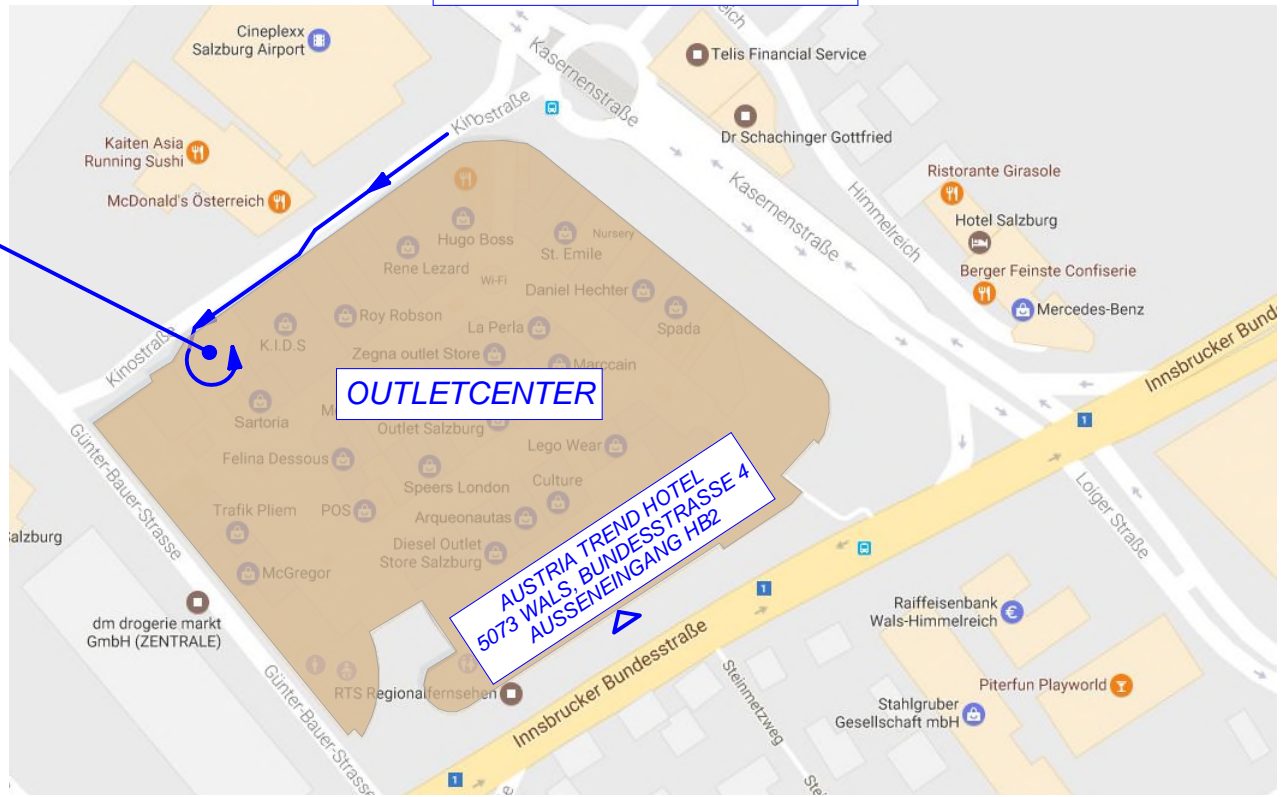 Cineplexx
Salzburg Airport
Kasernenstraße
Telis Financial Service
Kinostraße
Dr Schachinger Gottfried
Kaiten Asia
Running Sushi
McDonald's Österreich
Ristorante Girasole
Hotel Salzburg
Kasernenstraße
Himmelreich
Berger Feinste Confiserie
Mercedes-Benz
Hugo Boss
Nursery
St. Emile
Rene Lezard
Wi-Fi
Daniel Hechter
Spada
Roy Robson
La Perla
K.I.D.S
Zegna outlet Store
Marccain
Kinostraße
OUTLETCENTER
Sartoria
Outlet Salzburg
Lego Wear
Felina Dessous
Speers London
Culture
Trafik Pliem
POS
Arqueonautas
Diesel Outlet
Store Salzburg
McGregor
AUSTRIA TREND HOTEL
5073 WALS, BUNDESSTRASSE 4
AUSSENEINGANG HB2
Günter-Bauer-Strasse
alzburg
dm drogerie markt
GmbH (ZENTRALE)
Günter-Bauer-Strasse
RTS Regionalfernsehen
Innsbrucker Bundesstraße
Innsbrucker Bunde
1
1
1
Loiger Straße
Raiffeisenbank
Wals-Himmelreich
Piterfun Playworld
Stahlgruber
Gesellschaft mbH
Steinmetzweg